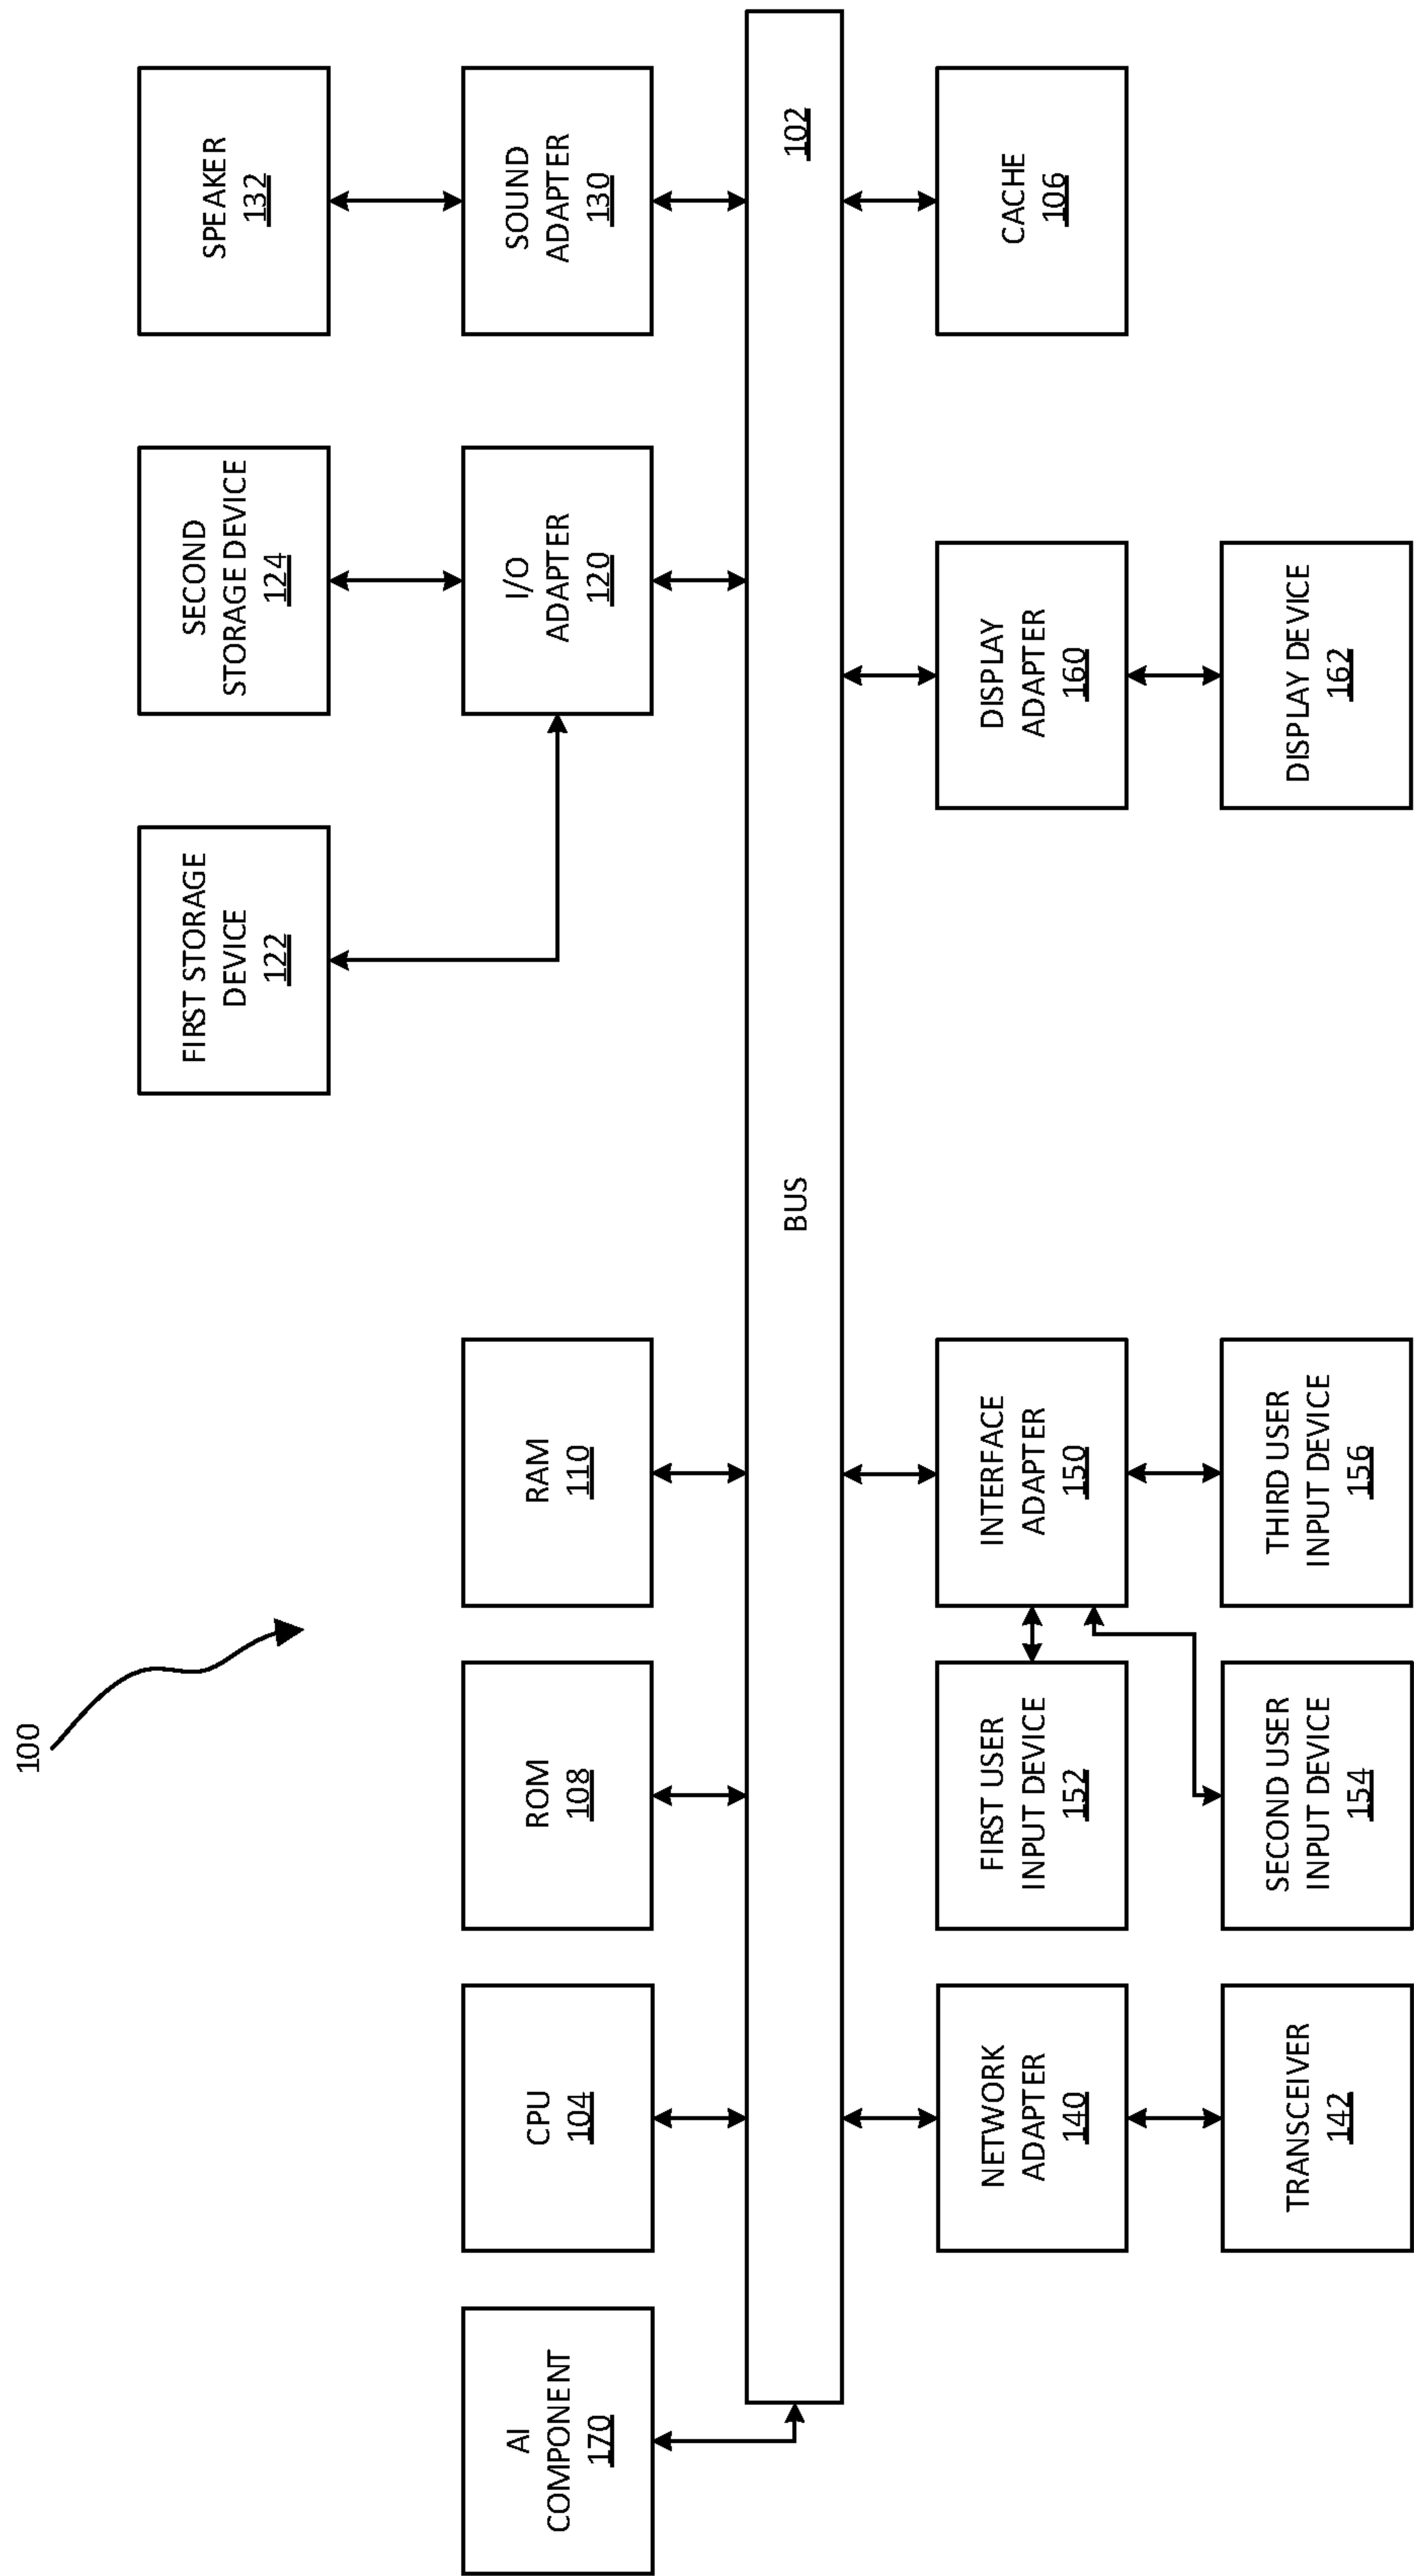 100
FIRST STORAGE
DEVICE
122
SECOND
STORAGE DEVICE
124
SPEAKER
132
AI
COMPONENT
170
CPU
104
ROM
108
RAM
110
I/O
ADAPTER
120
SOUND
ADAPTER
130
BUS
102
NETWORK
ADAPTER
140
FIRST USER
INPUT DEVICE
152
INTERFACE
ADAPTER
150
DISPLAY
ADAPTER
160
CACHE
106
TRANSCEIVER
142
SECOND USER
INPUT DEVICE
154
THIRD USER
INPUT DEVICE
156
DISPLAY DEVICE
162